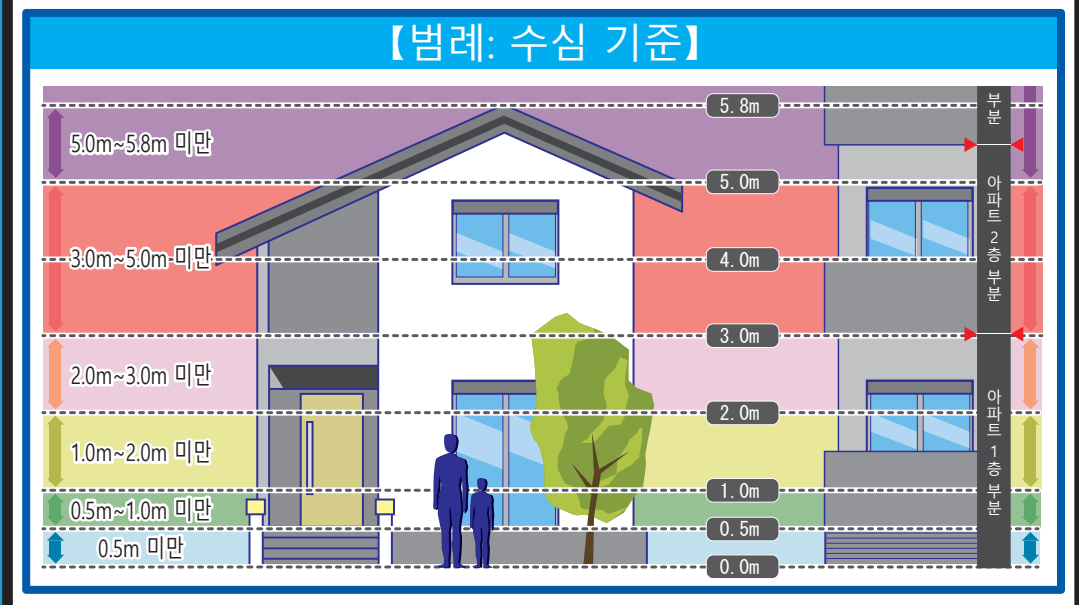 【범례: 수심 기준】
5.8m
부분
5.0m~5.8m 미만
5.0m
아파트 2층 부분
3.0m~5.0m 미만
4.0m
3.0m
2.0m~3.0m 미만
아파트 1층 부분
2.0m
1.0m~2.0m 미만
1.0m
0.5m~1.0m 미만
0.5m
0.5m 미만
0.0m